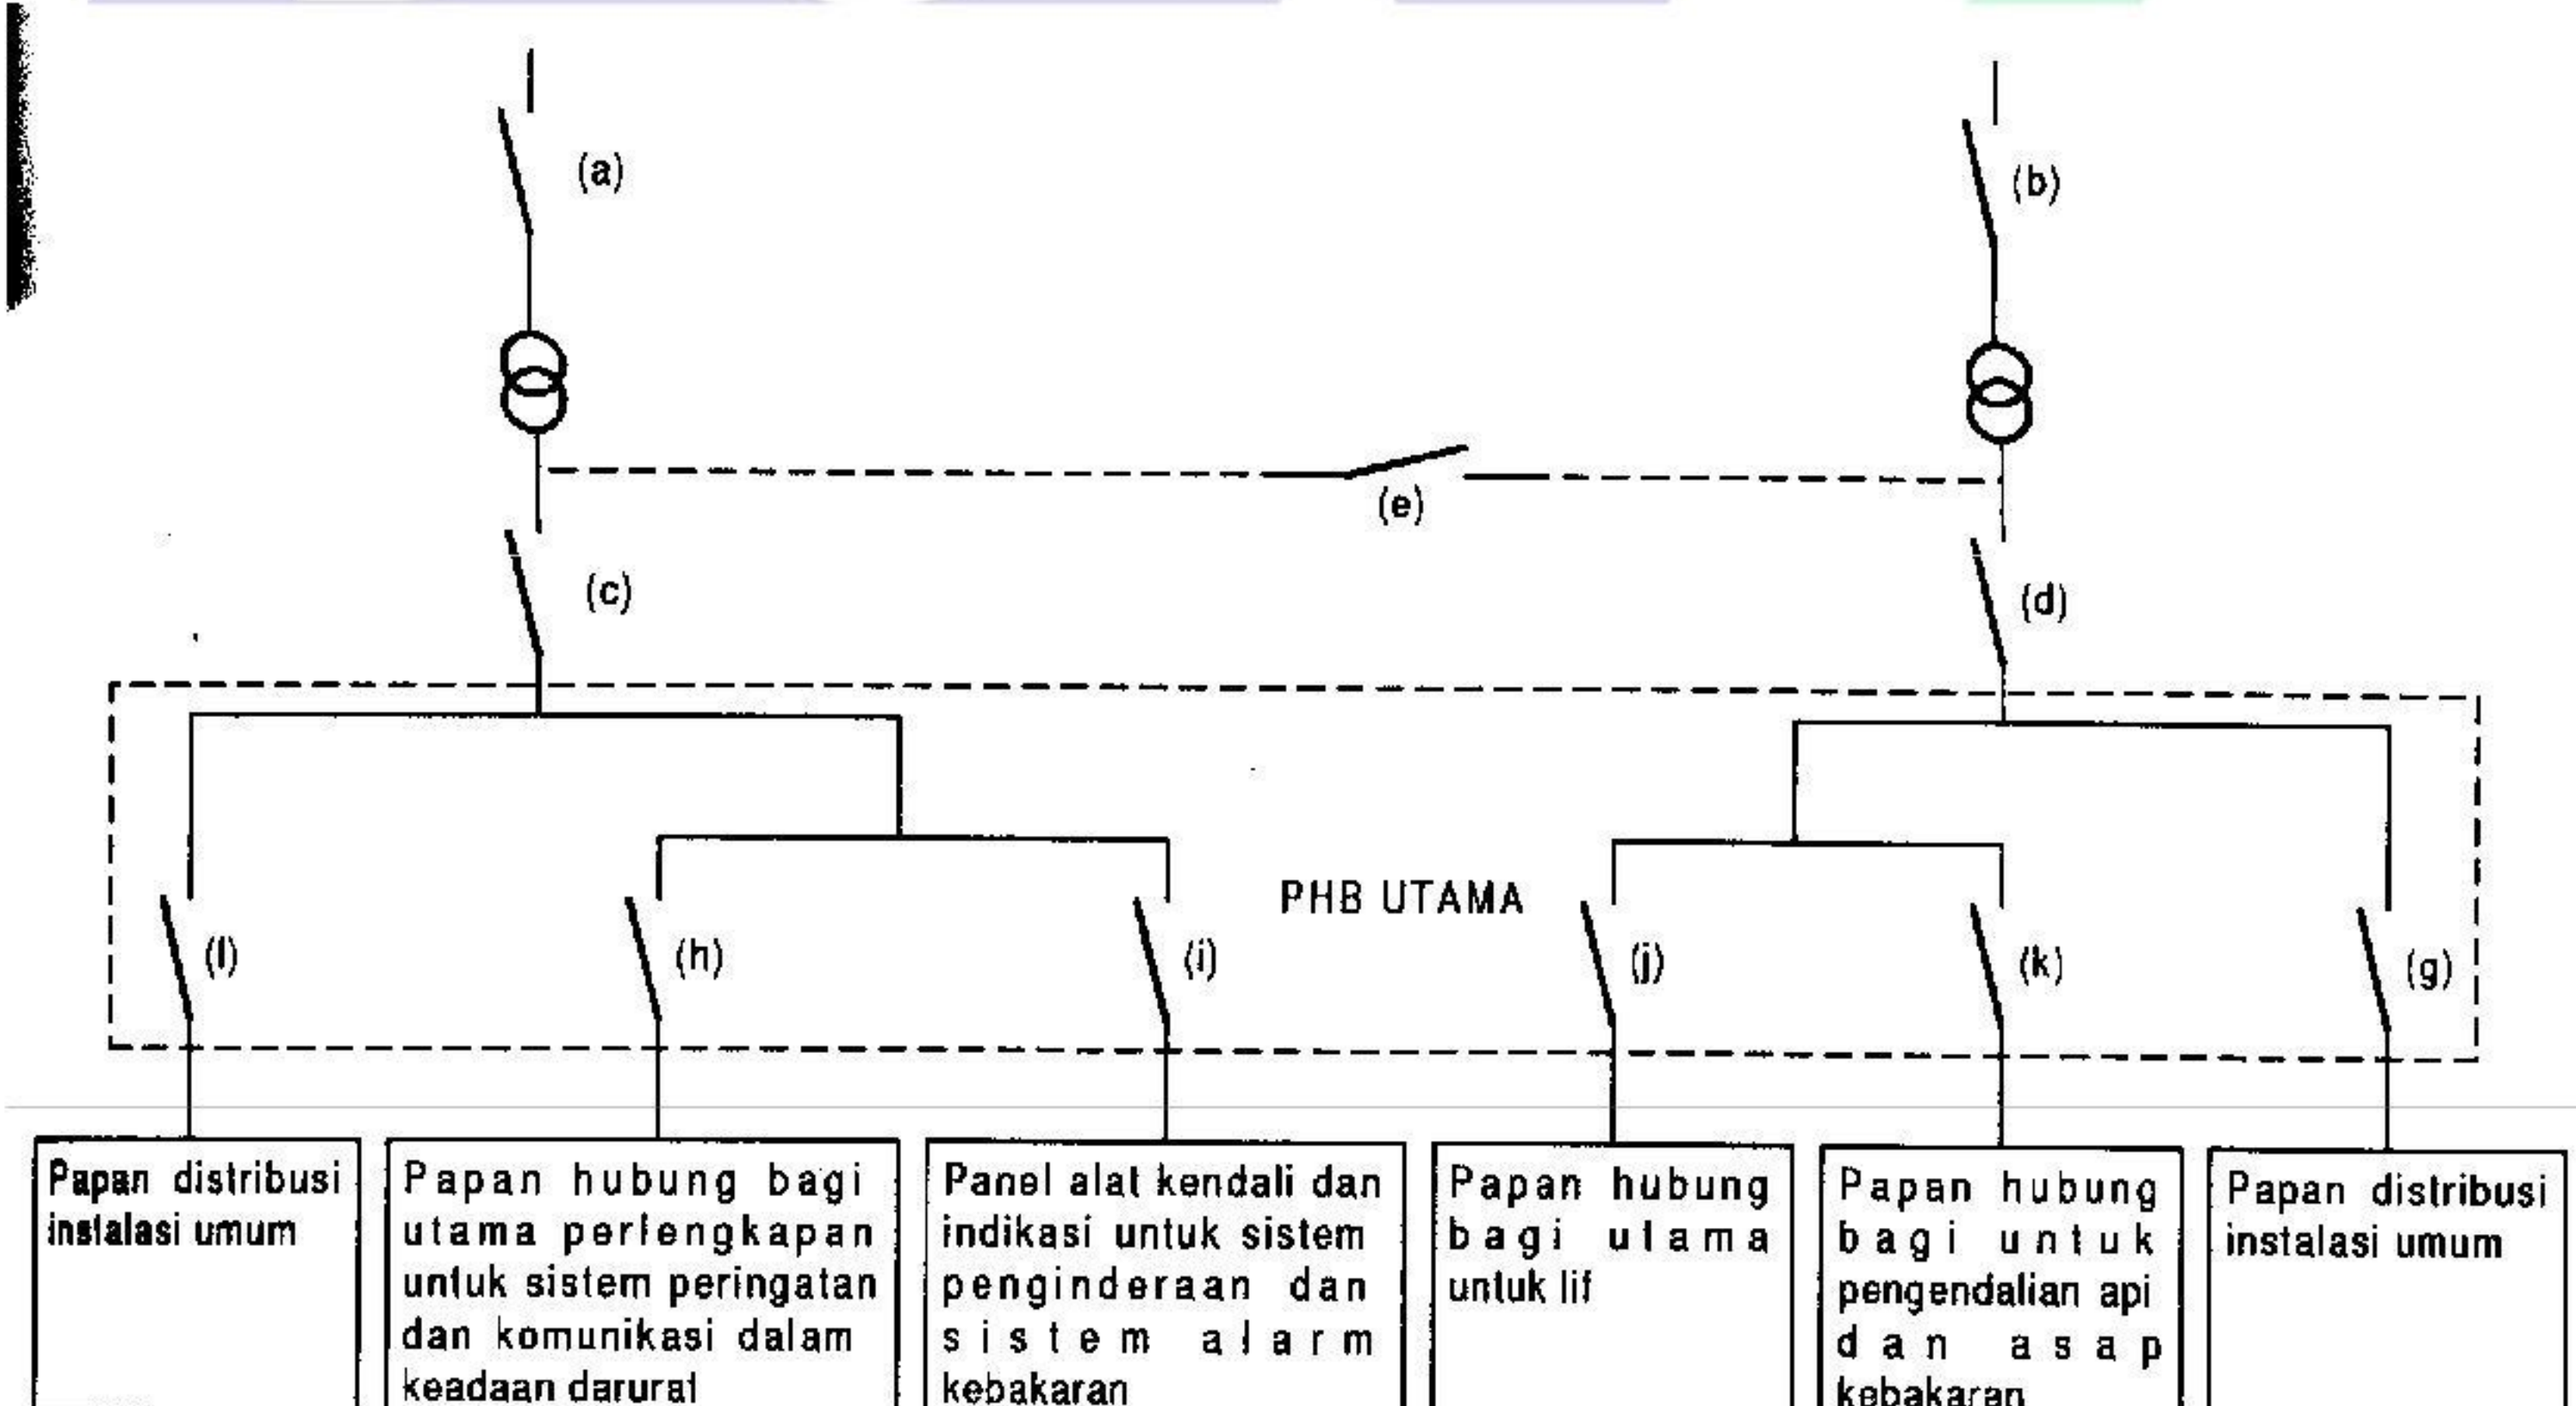 (a)
(b)
(e)
(c)
(d)
PHB UTAMA
(l)
(h)
(i)
(j)
(k)
(g)
Papan distribusi
instalasi umum
Papan hubung bagi
utama perlengkapan
untuk sistem peringatan
dan komunikasi dalam
keadaan darurat
Panel alat kendali dan
indikasi untuk sistem
penginderaan dan
sistem alarm
kebakaran
Papan hubung
bagi utama
untuk lif
Papan hubung
bagi untuk
pengendalian api
dan asap
kebakaran
Papan distribusi
instalasi umum